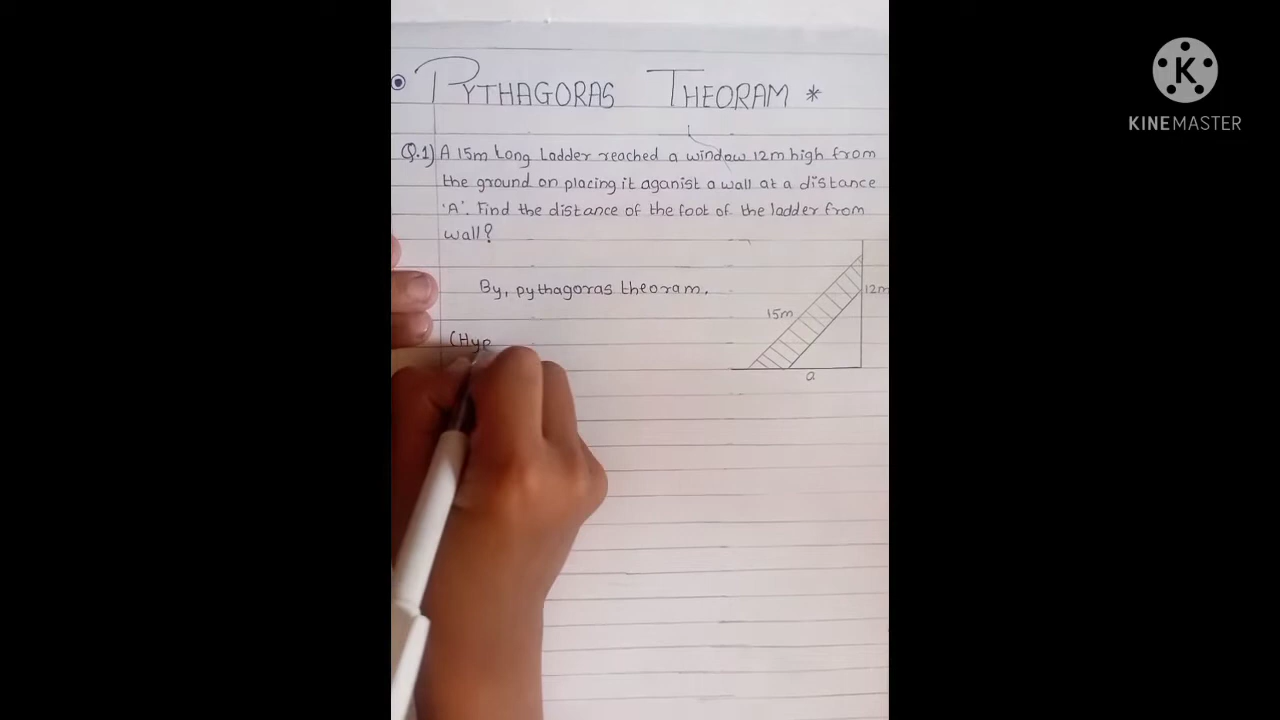 PYTHAGORAS THEORAM *
Q.1) A 15m long Ladder reached a window 12m high from
the ground on placing it aganist a wall at a distance
'A'. Find the distance of the foot of the ladder from
wall?
By, pythagoras theoram,
(Hyp
15m
12m
a
K
KINEMASTER